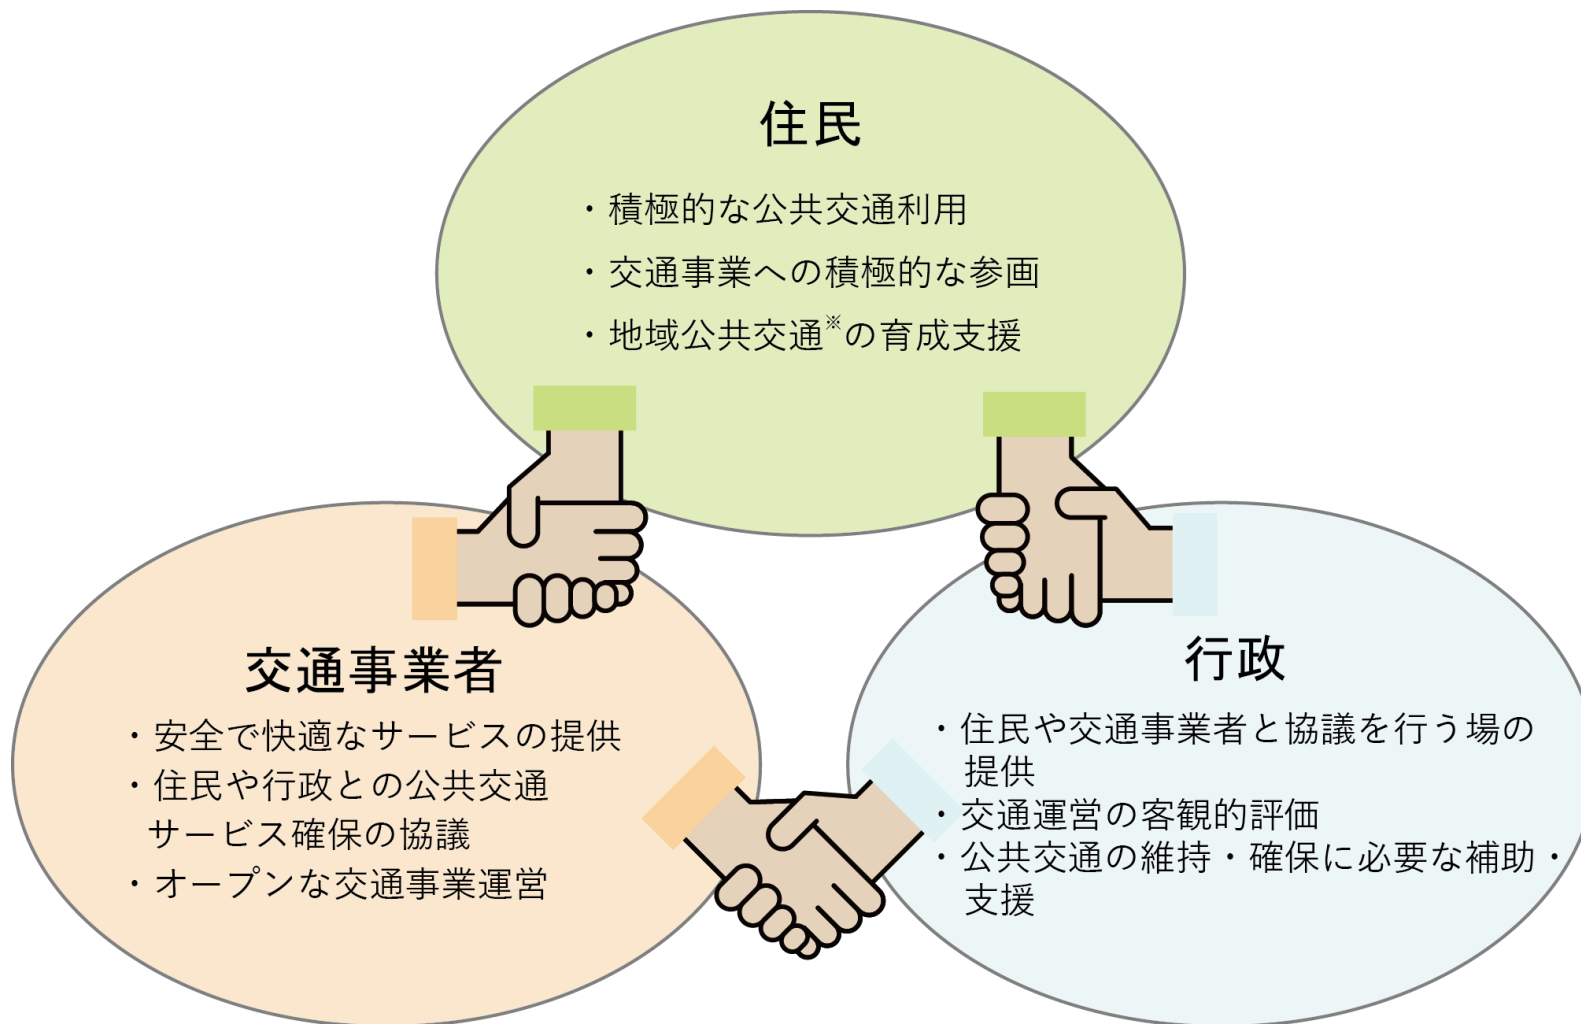 住民
・積極的な公共交通利用
・交通事業への積極的な参画
・地域公共交通※の育成支援
交通事業者
・安全で快適なサービスの提供
・住民や行政との公共交通
サービス確保の協議
・オープンな交通事業運営
行政
・住民や交通事業者と協議を行う場の
提供
・交通運営の客観的評価
・公共交通の維持・確保に必要な補助・
支援